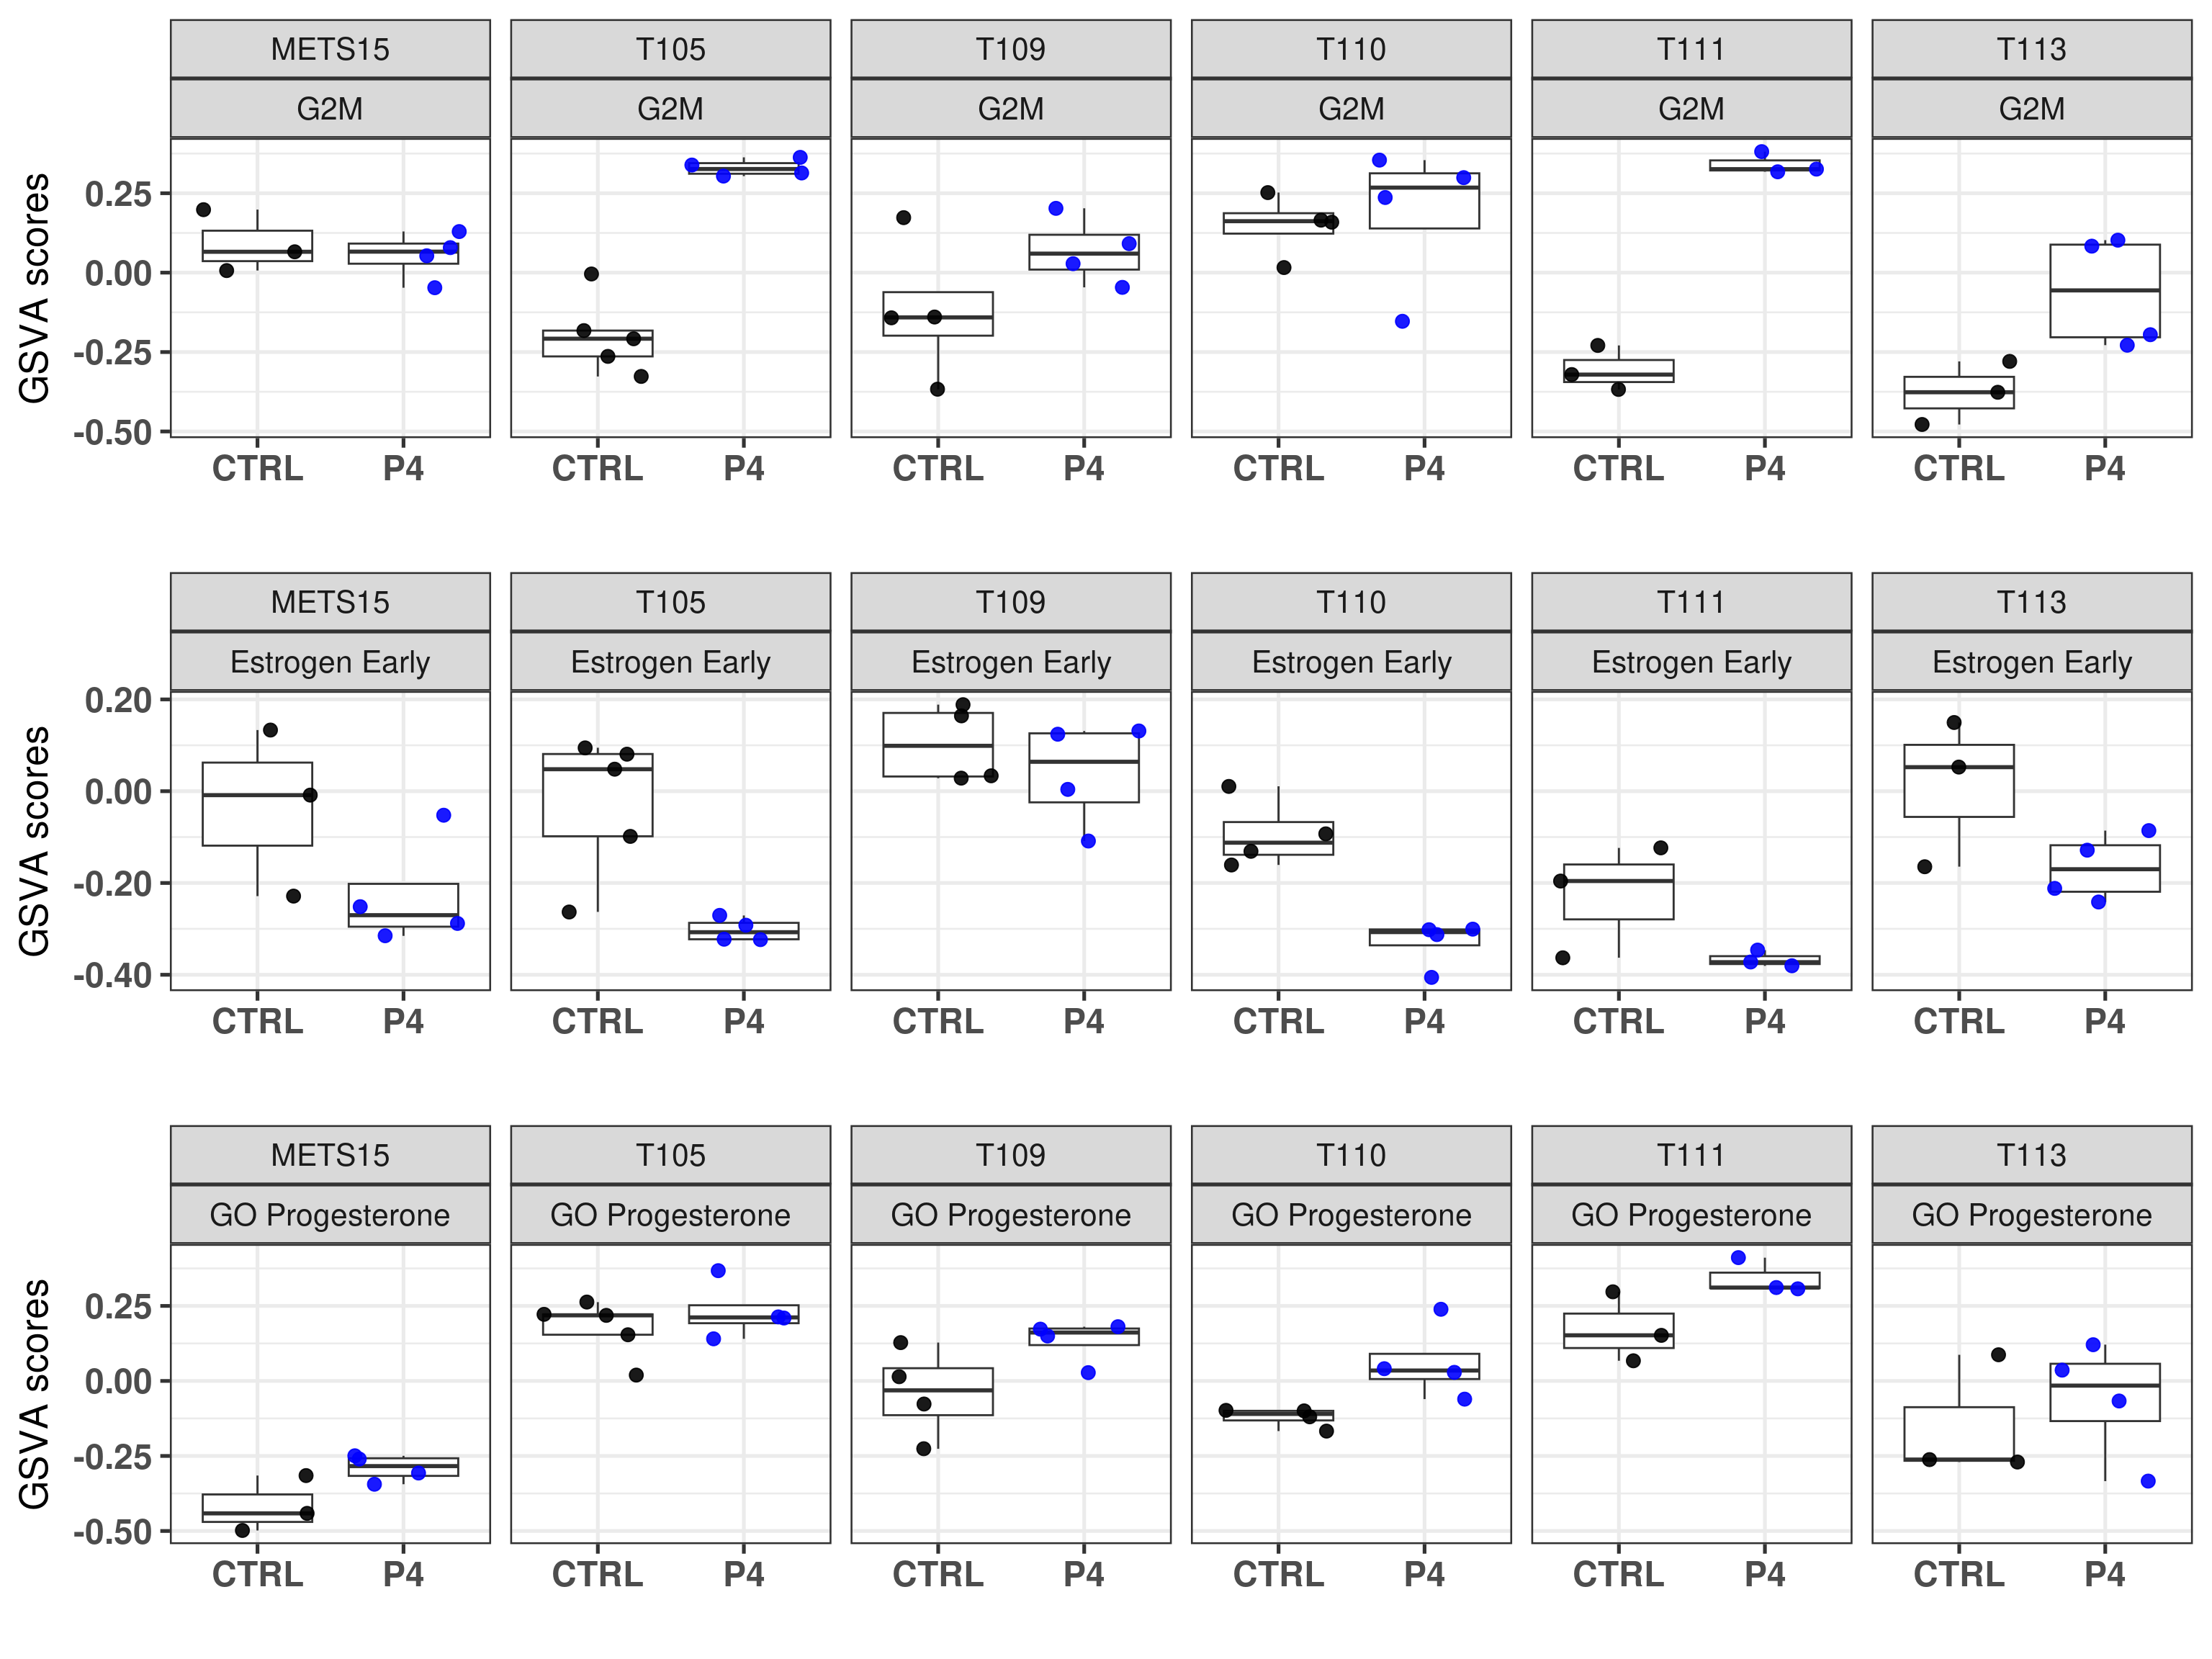 METS15 T105 T109 T110 T111 T113
G2M G2M G2M G2M G2M G2M
GSVA scores
0.25
0.00
-0.25
-0.50
CTRL P4 CTRL P4 CTRL P4 CTRL P4 CTRL P4 CTRL P4
METS15 T105 T109 T110 T111 T113
Estrogen Early Estrogen Early Estrogen Early Estrogen Early Estrogen Early Estrogen Early
GSVA scores
0.20
0.00
-0.20
-0.40
CTRL P4 CTRL P4 CTRL P4 CTRL P4 CTRL P4 CTRL P4
METS15 T105 T109 T110 T111 T113
GO Progesterone GO Progesterone GO Progesterone GO Progesterone GO Progesterone GO Progesterone
GSVA scores
0.25
0.00
-0.25
-0.50
CTRL P4 CTRL P4 CTRL P4 CTRL P4 CTRL P4 CTRL P4